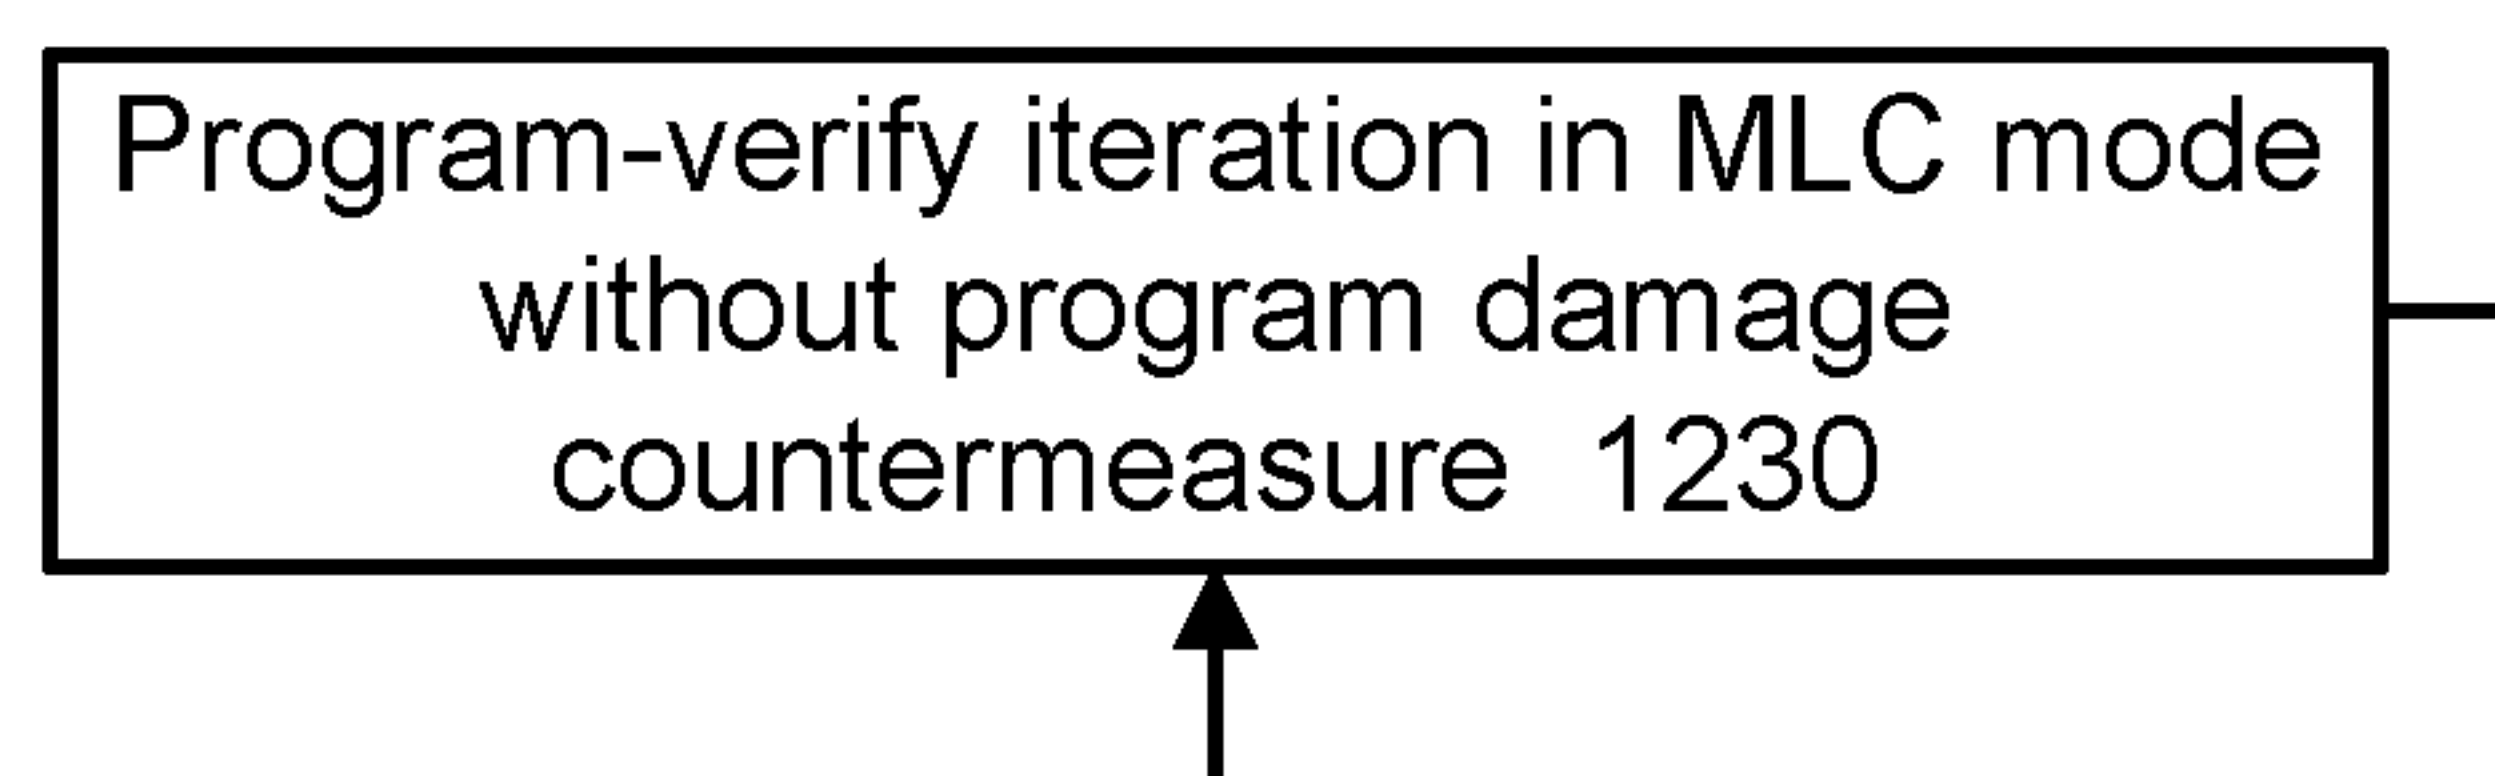 Program-verify iteration in MLC mode
without program damage
countermeasure 1230